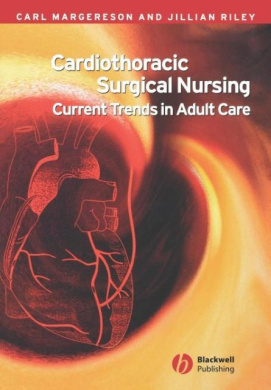 CARL MARGERESON AND JILLIAN RILEY
Cardiothoracic
Surgical Nursing
Current Trends in Adult Care
Blackwell
Publishing